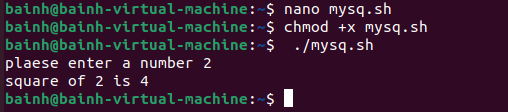 bainh@bainh-virtual-machine:~$ nano mysq.sh
bainh@bainh-virtual-machine:~$ chmod +x mysq.sh
bainh@bainh-virtual-machine:~$  ./mysq.sh
plaese enter a number 2
square of 2 is 4
bainh@bainh-virtual-machine:~$